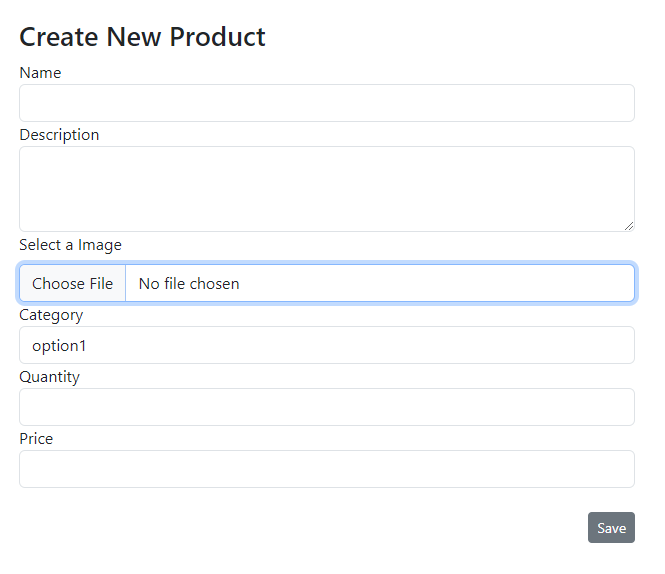 Create New Product
Name
Description
Select a Image
Choose File No file chosen
Category
option1
Quantity
Price
Save